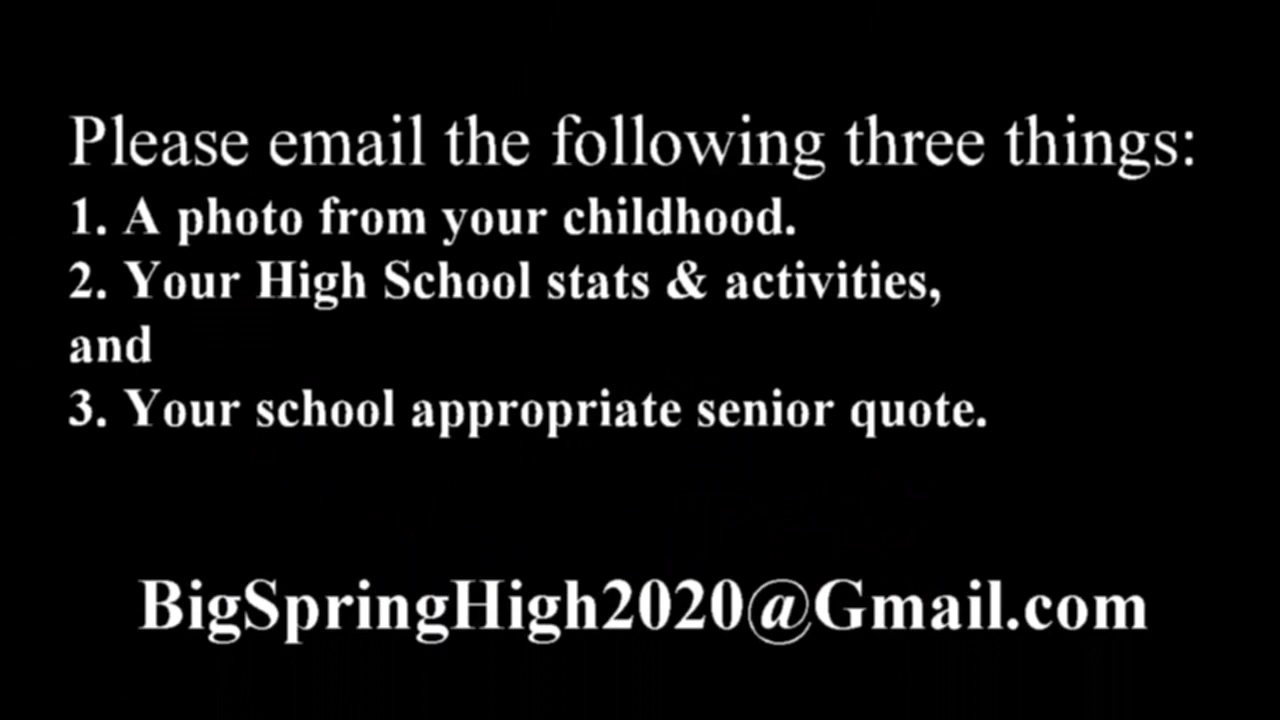 Please email the following three things:
1. A photo from your childhood.
2. Your High School stats & activities,
and
3. Your school appropriate senior quote.
BigSpringHigh2020@Gmail.com